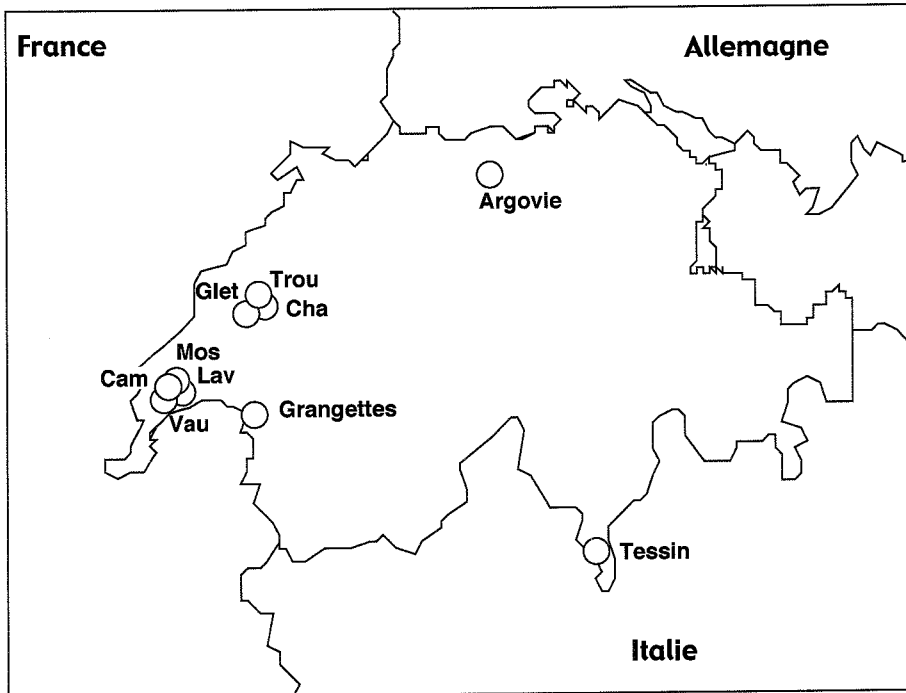 France
Allemagne
Argovie
Trou
Glet
Cha
Mos
Cam
Lav
Vau
Grangettes
Tessin
Italie